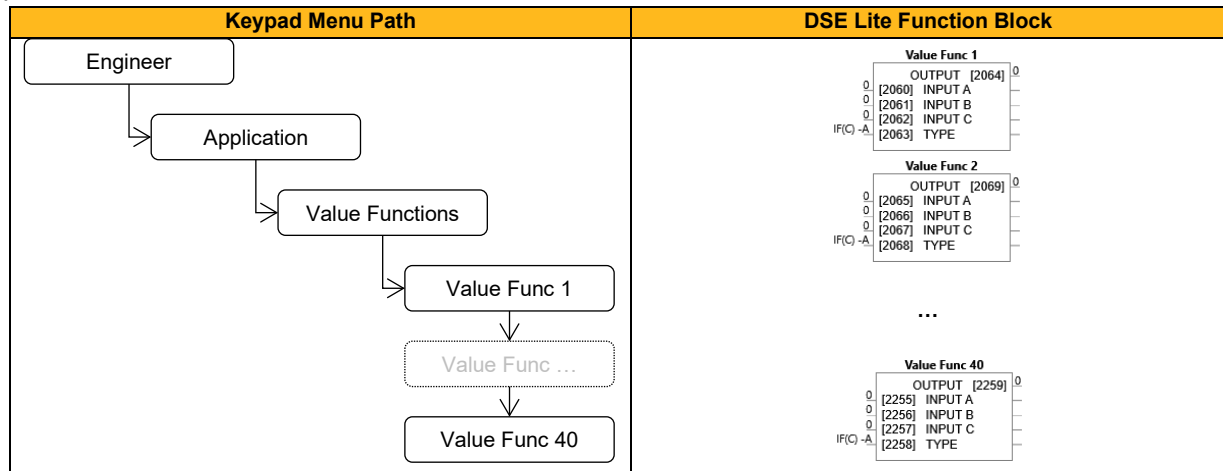 Keypad Menu Path
DSE Lite Function Block
Engineer
Application
Value Functions
Value Func 1
Value Func ...
Value Func 40
Value Func 1
OUTPUT [2064] 0
0 [2060] INPUT A
0 [2061] INPUT B
0 [2062] INPUT C
IF(C) -A [2063] TYPE
Value Func 2
OUTPUT [2069] 0
0 [2065] INPUT A
0 [2066] INPUT B
0 [2067] INPUT C
IF(C) -A [2068] TYPE
...
Value Func 40
OUTPUT [2259] 0
0 [2255] INPUT A
0 [2256] INPUT B
0 [2257] INPUT C
IF(C) -A [2258] TYPE